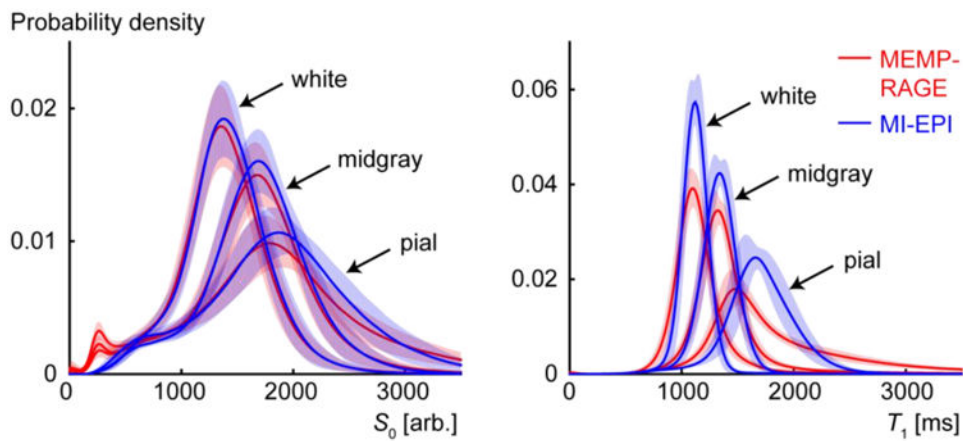 Probability density
0.02
0.01
0
white
midgray
pial
0
1000
2000
3000
S0 [arb.]
0.06
0.04
0.02
0
white
midgray
pial
MEMP-
RAGE
MI-EPI
0
1000
2000
3000
T1 [ms]